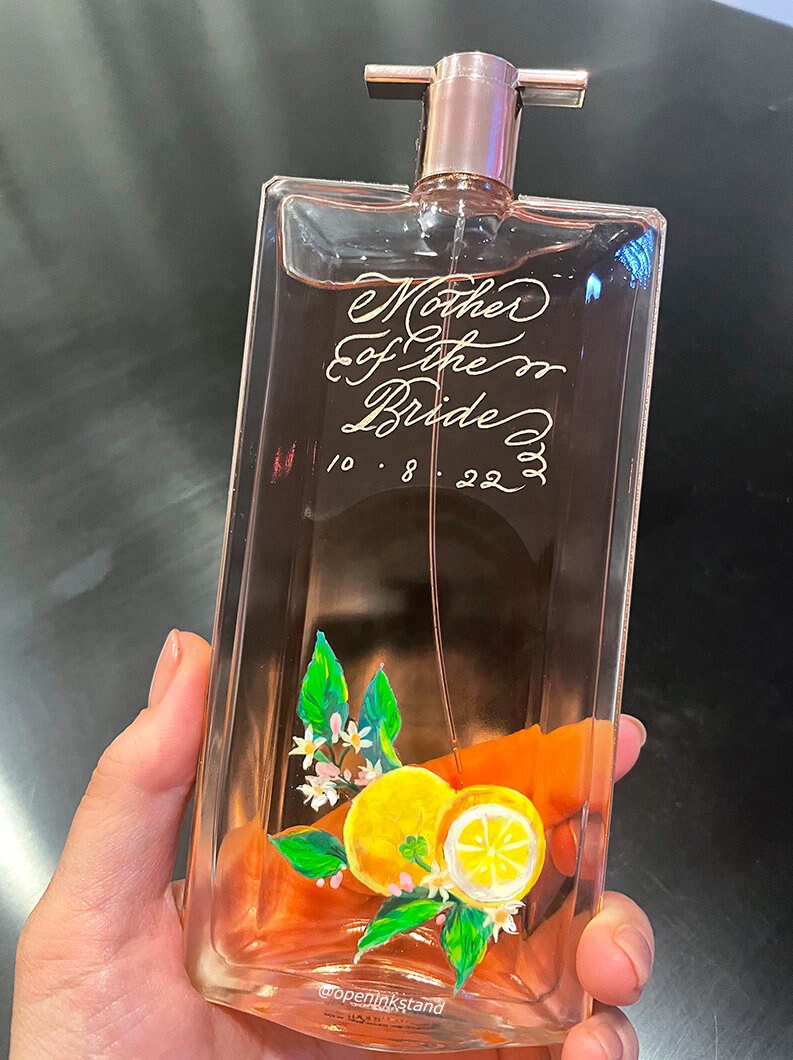 Mother
of the
Bride
10 · 8 · 22
@openinkstand